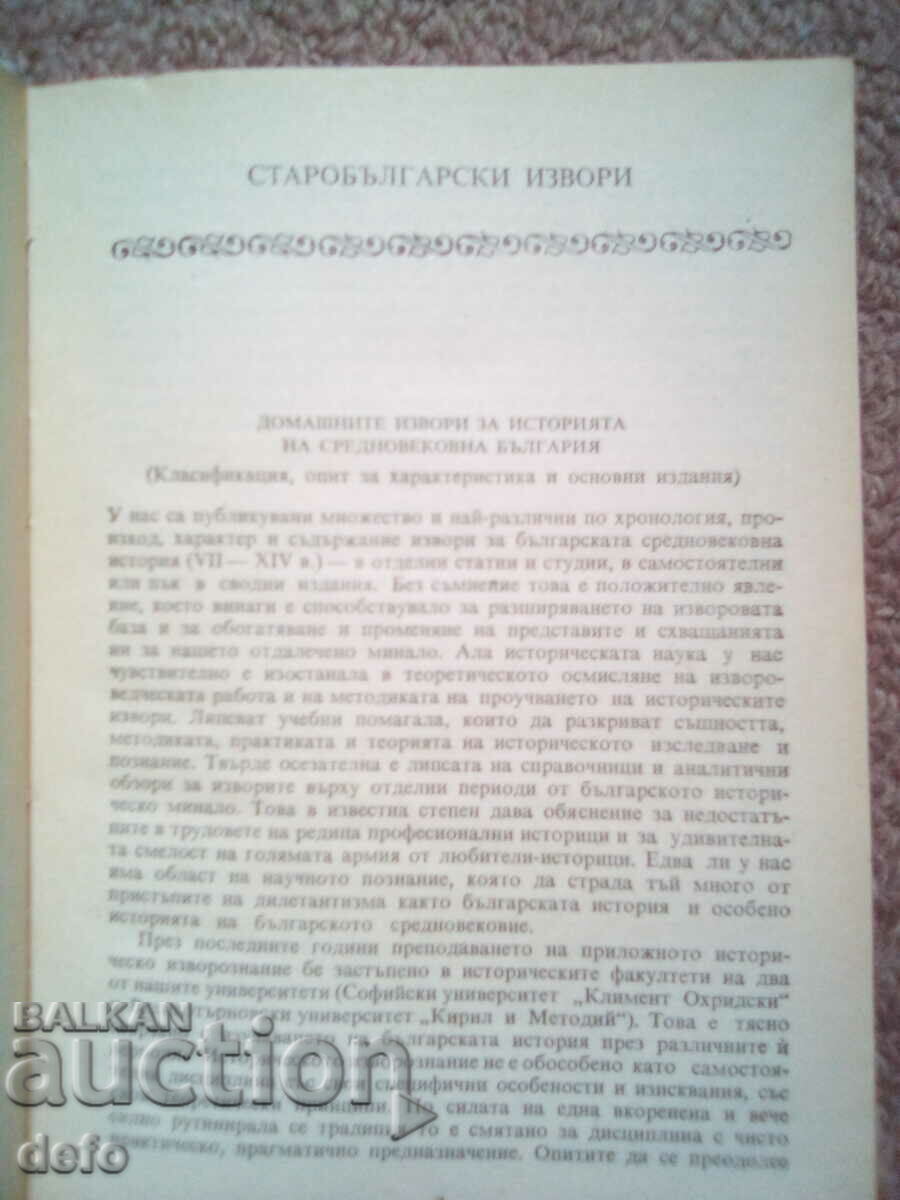 СТАРОБЪЛГАРСКИ ИЗВОРИ
ДОМАШНИТЕ ИЗВОРИ ЗА ИСТОРИЯТА
НА СРЕДНОВЕКОВНА БЪЛГАРИЯ
(Класификация, опит за характеристика и основни издания)
У нас са публикувани множество и най-различни по хронология, про-
изход, характер и съдържание извори за българската средновековна
история (VII — XIV в.) — в отделни статии и студии, в самостоятелни
или пък в сводни издания. Без съмнение това е положително явле-
ние, което винаги е способствувало за разширяването на изворовата
база и за обогатяване и променяне на представите и схващанията
ни за нашето отдалечено минало. Ала историческата наука у нас
чувствително е изостанала в теоретическото осмисляне на изворо-
ведческата работа и на методиката на проучването на историческите
извори. Липсват учебни помагала, които да разкриват същността,
методиката, практиката и теорията на историческото изследване и
познание. Твърде осезателна е липсата на справочници и аналитични
обзори за изворите върху отделни периоди от българското истори-
ческо минало. Това в известна степен дава обяснение за недостатъ-
ците в трудовете на редица професионални историци и за удивителна-
та смелост на голямата армия от любители-историци. Едва ли у нас
има област на научното познание, която да страда тъй много от
пристъпите на дилетантизма както българската история и особено
историята на българското средновековие.
През последните години преподаването на приложното истори-
ческо изворознание бе застъпено в историческите факултети на два
от нашите университети (Софийски университет „Климент Охридски“
университет „Кирил и Методий“). Това е тясно
на българската история през различните ѝ
изворознание не е обособено като самостоя-
дисциплина специфични особености и изисквания, със
принципи. По силата на една вкоренена и вече
силно рутинирала се традиция то е смятано за дисциплина с чисто
практическо, прагматично предназначение. Опитите да се преодолее
BALKAN
auction
defo